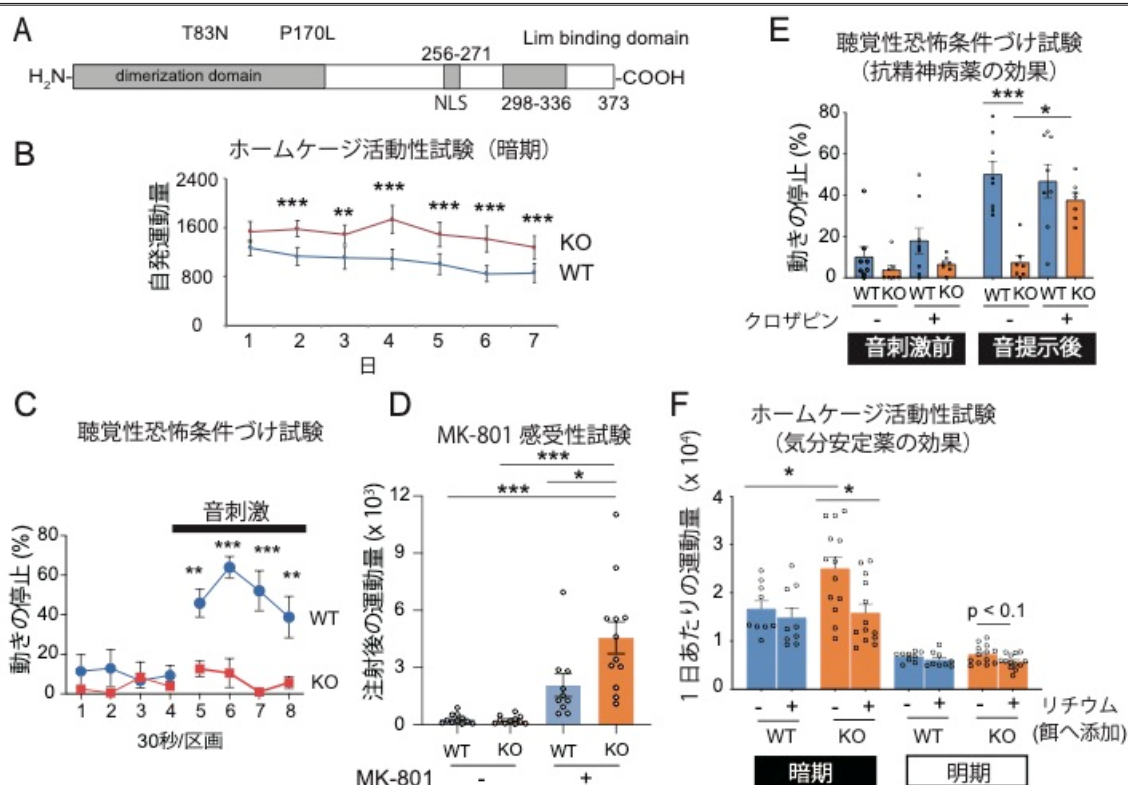 A
T83N P170L
Lim binding domain
256-271
H2N- dimerization domain -COOH
NLS 298-336 373
B
ホームケージ活動性試験（暗期）
自発運動量
2400
1600
800
0
*** ** *** *** *** ***
KO
WT
1 2 3 4 5 6 7
日
C
聴覚性恐怖条件づけ試験
音刺激
動きの停止 (%)
80
60
40
20
0
** *** *** **
WT
KO
1 2 3 4 5 6 7 8
30秒/区画
D
MK-801 感受性試験
***
*
***
注射後の運動量 (x 10³)
12
9
6
3
0
WT KO WT KO
MK-801 - +
E
聴覚性恐怖条件づけ試験
（抗精神病薬の効果）
***
*
動きの停止 (%)
80
60
40
20
0
WT KO WT KO WT KO WT KO
クロザピン - + - +
音刺激前 音提示後
F
ホームケージ活動性試験
（気分安定薬の効果）
1日あたりの運動量（x 10⁴)
*
*
4
3
2
1
0
p < 0.1
- + - + - + - + リチウム
WT KO WT KO (餌へ添加)
暗期 明期